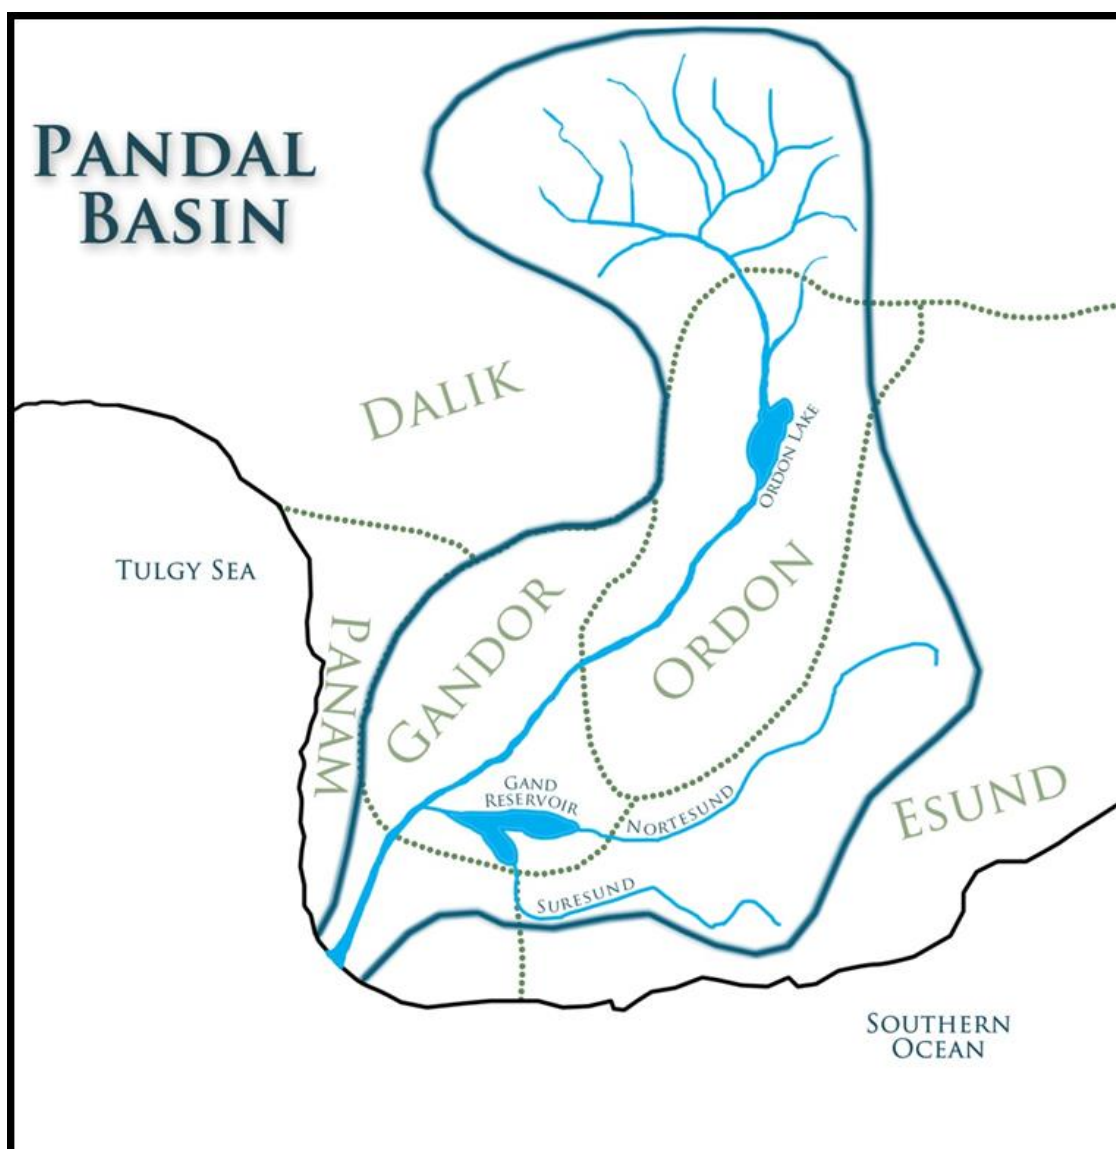 PANDAL
BASIN
DALIK
ORDON LAKE
TULGY SEA
PANAM
GANDOR
ORDON
GAND
RESERVOIR
NORTESUND
ESUND
SURESUND
SOUTHERN
OCEAN